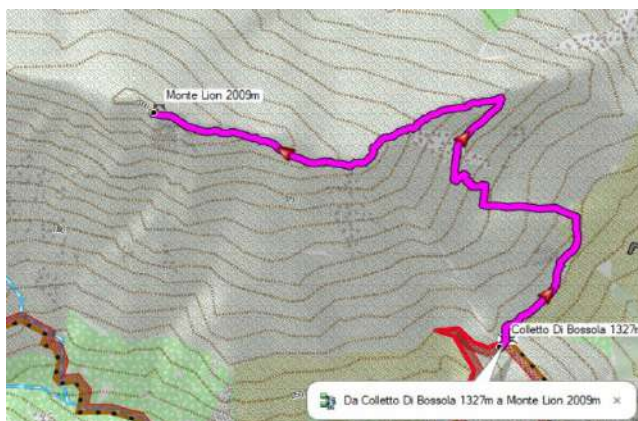 Monte Lion 2009m
Colletto Di Bossola 1327m
Da Colletto Di Bossola 1327m a Monte Lion 2009m ×